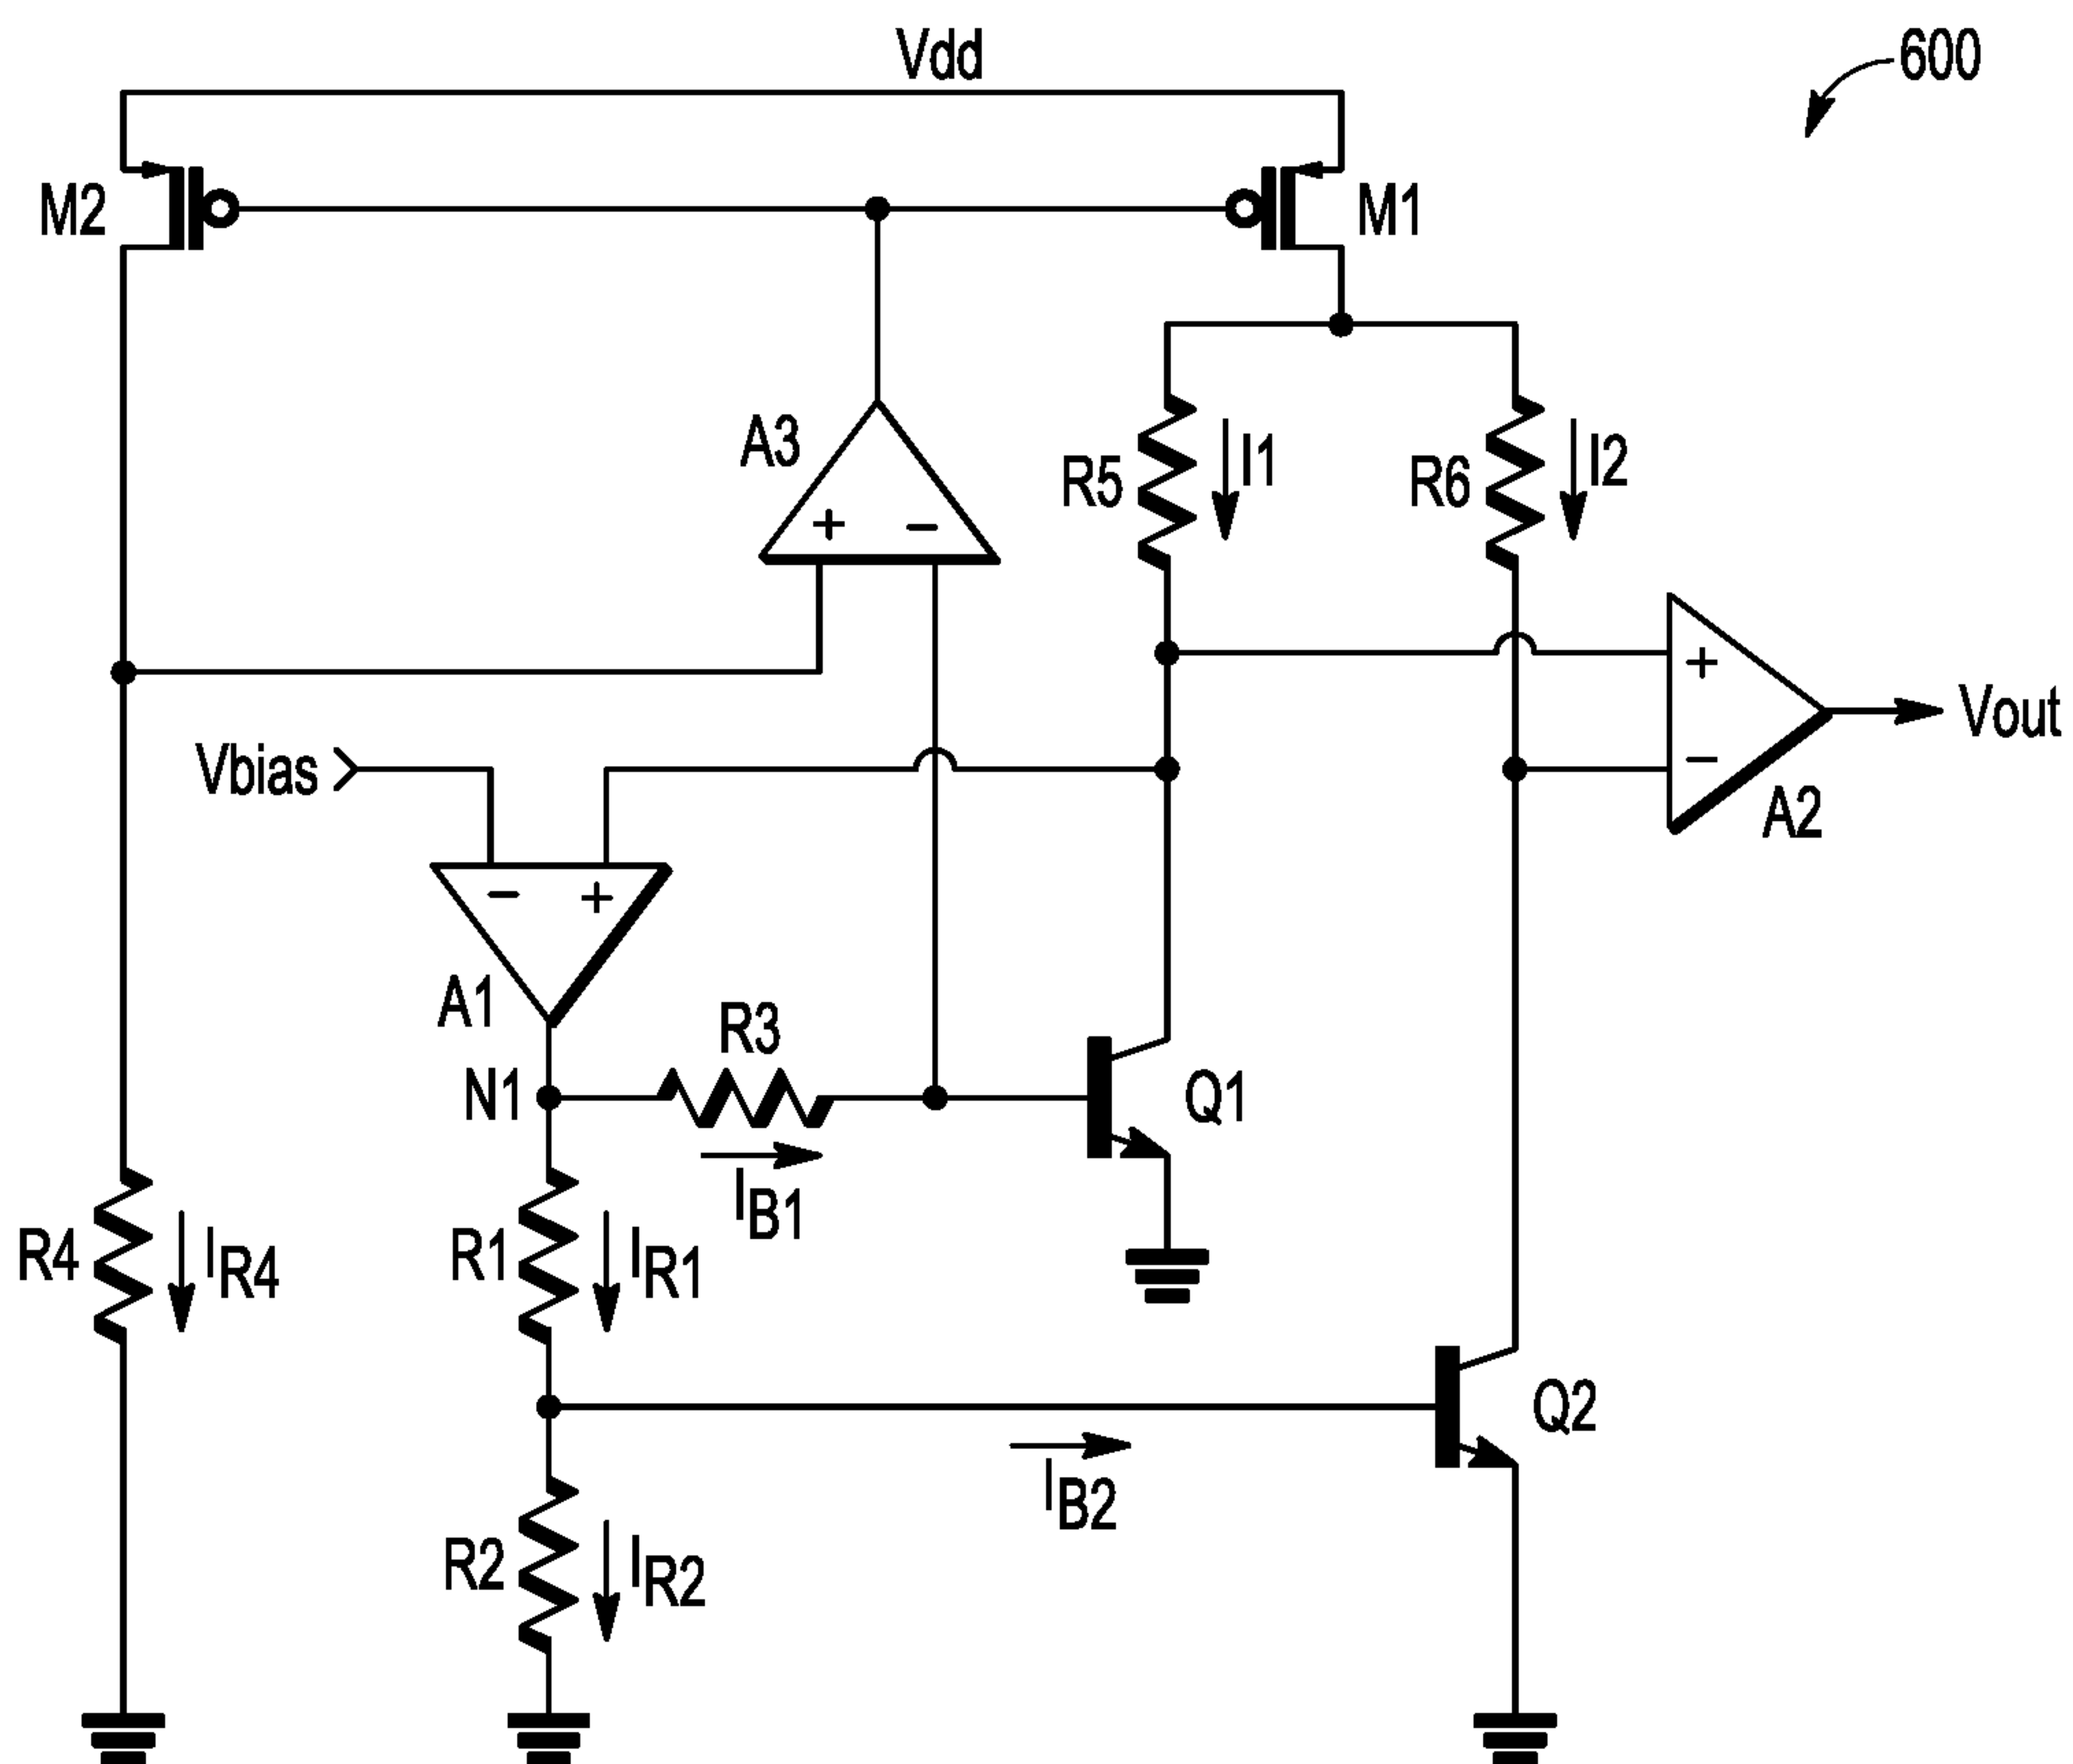 Vdd
600
M2
M1
A3
+ −
R5
I1
R6
I2
+
−
Vout
A2
Vbias
− +
A1
N1
R3
IB1
Q1
R4
IR4
R1
IR1
IB2
Q2
R2
IR2